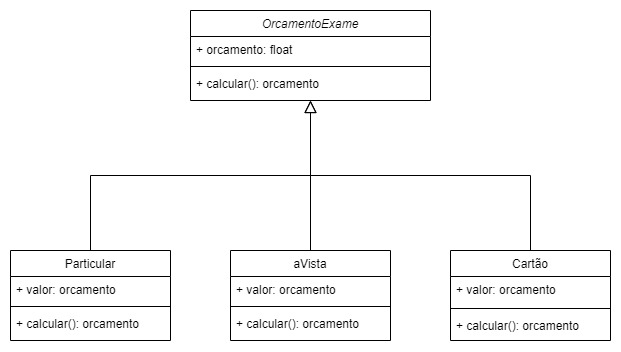 OrcamentoExame
+ orcamento: float
+ calcular(): orcamento
Particular
+ valor: orcamento
+ calcular(): orcamento
aVista
+ valor: orcamento
+ calcular(): orcamento
Cartão
+ valor: orcamento
+ calcular(): orcamento